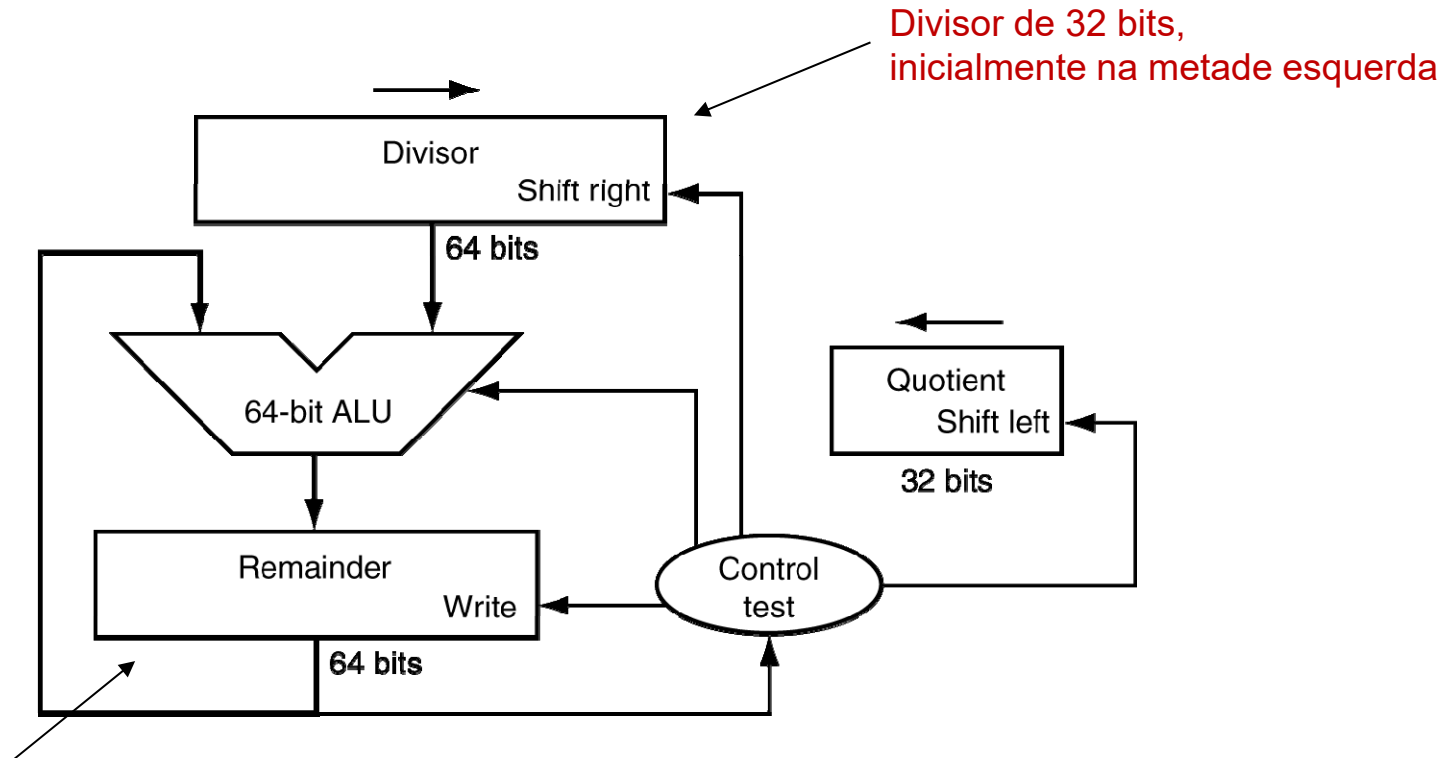 Divisor de 32 bits,
inicialmente na metade esquerda
Divisor
Shift right
64 bits
64-bit ALU
Quotient
Shift left
32 bits
Remainder
Write
64 bits
Control
test